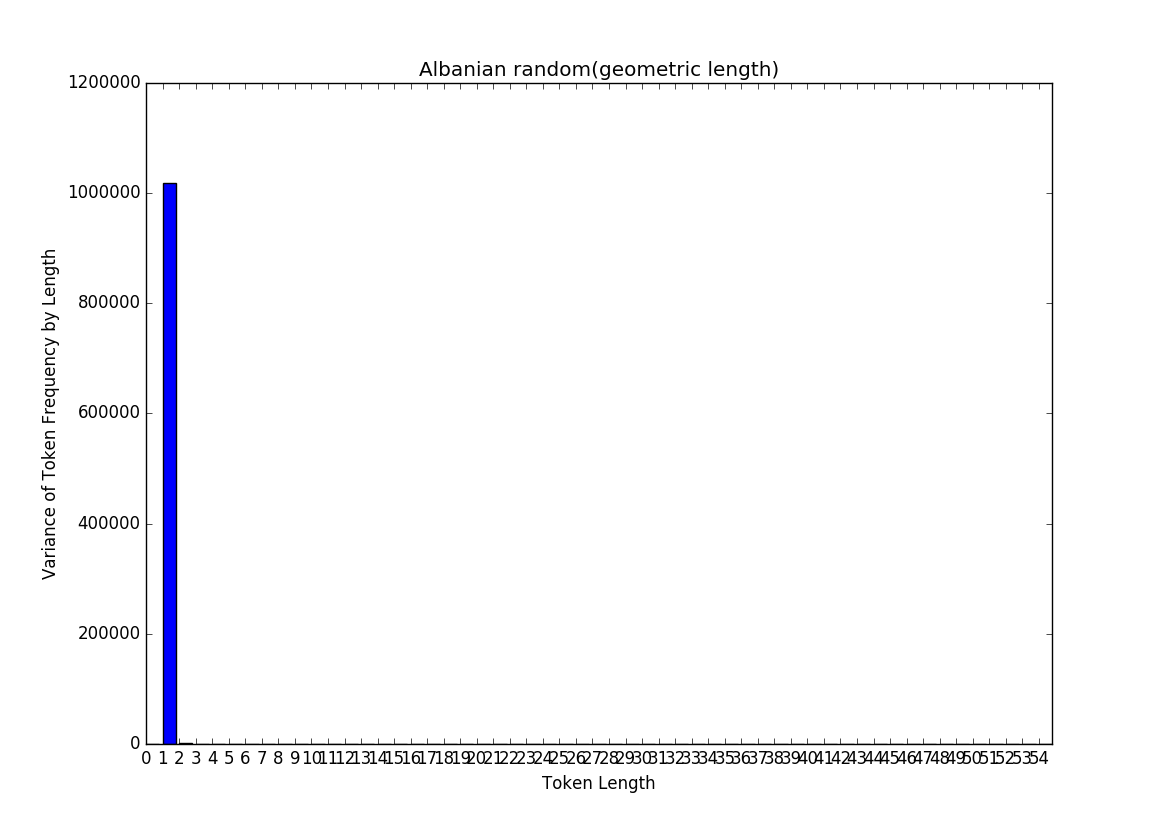 Albanian random(geometric length)
1200000
1000000
800000
600000
400000
200000
0
Variance of Token Frequency by Length
0 1 2 3 4 5 6 7 8 9 10 11 12 13 14 15 16 17 18 19 20 21 22 23 24 25 26 27 28 29 30 31 32 33 34 35 36 37 38 39 40 41 42 43 44 45 46 47 48 49 50 51 52 53 54
Token Length